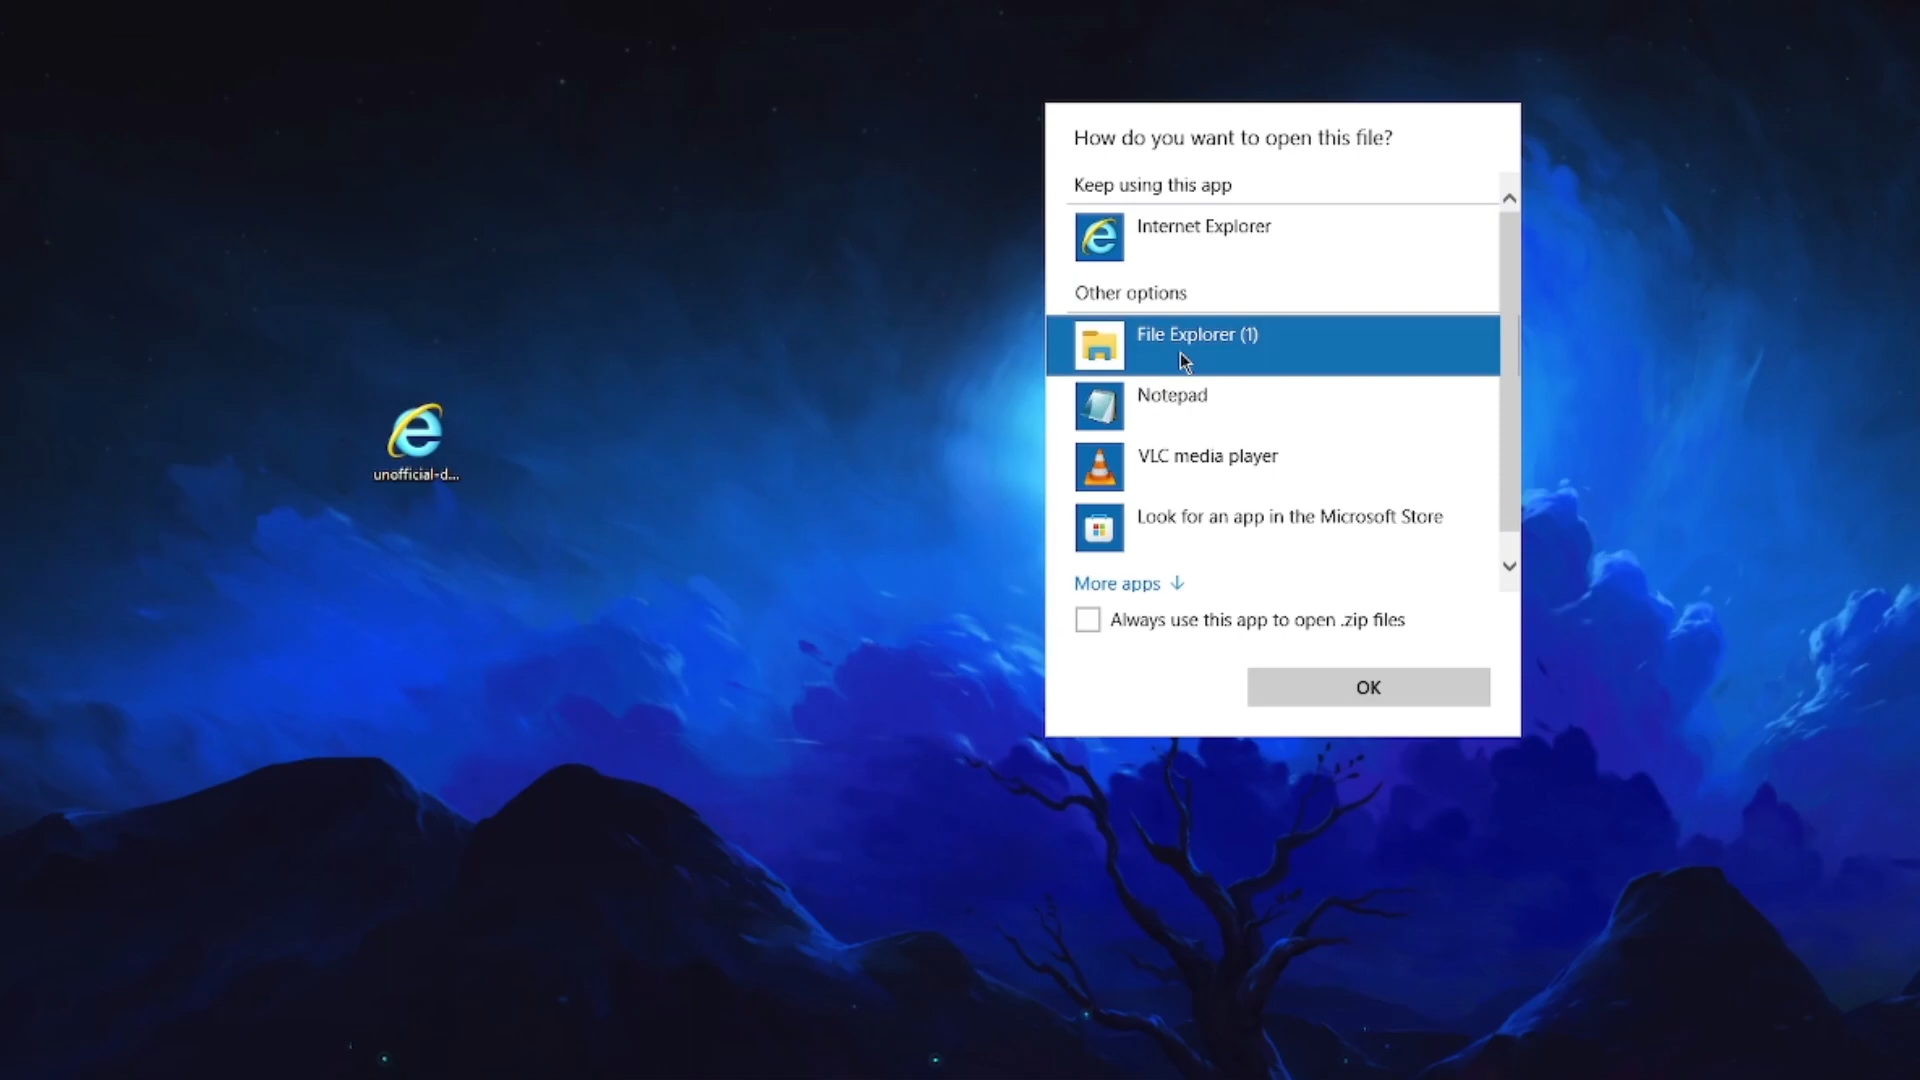 How do you want to open this file?
Keep using this app
Internet Explorer
Other options
File Explorer (1)
Notepad
VLC media player
Look for an app in the Microsoft Store
More apps
Always use this app to open .zip files
OK
unofficial-d...